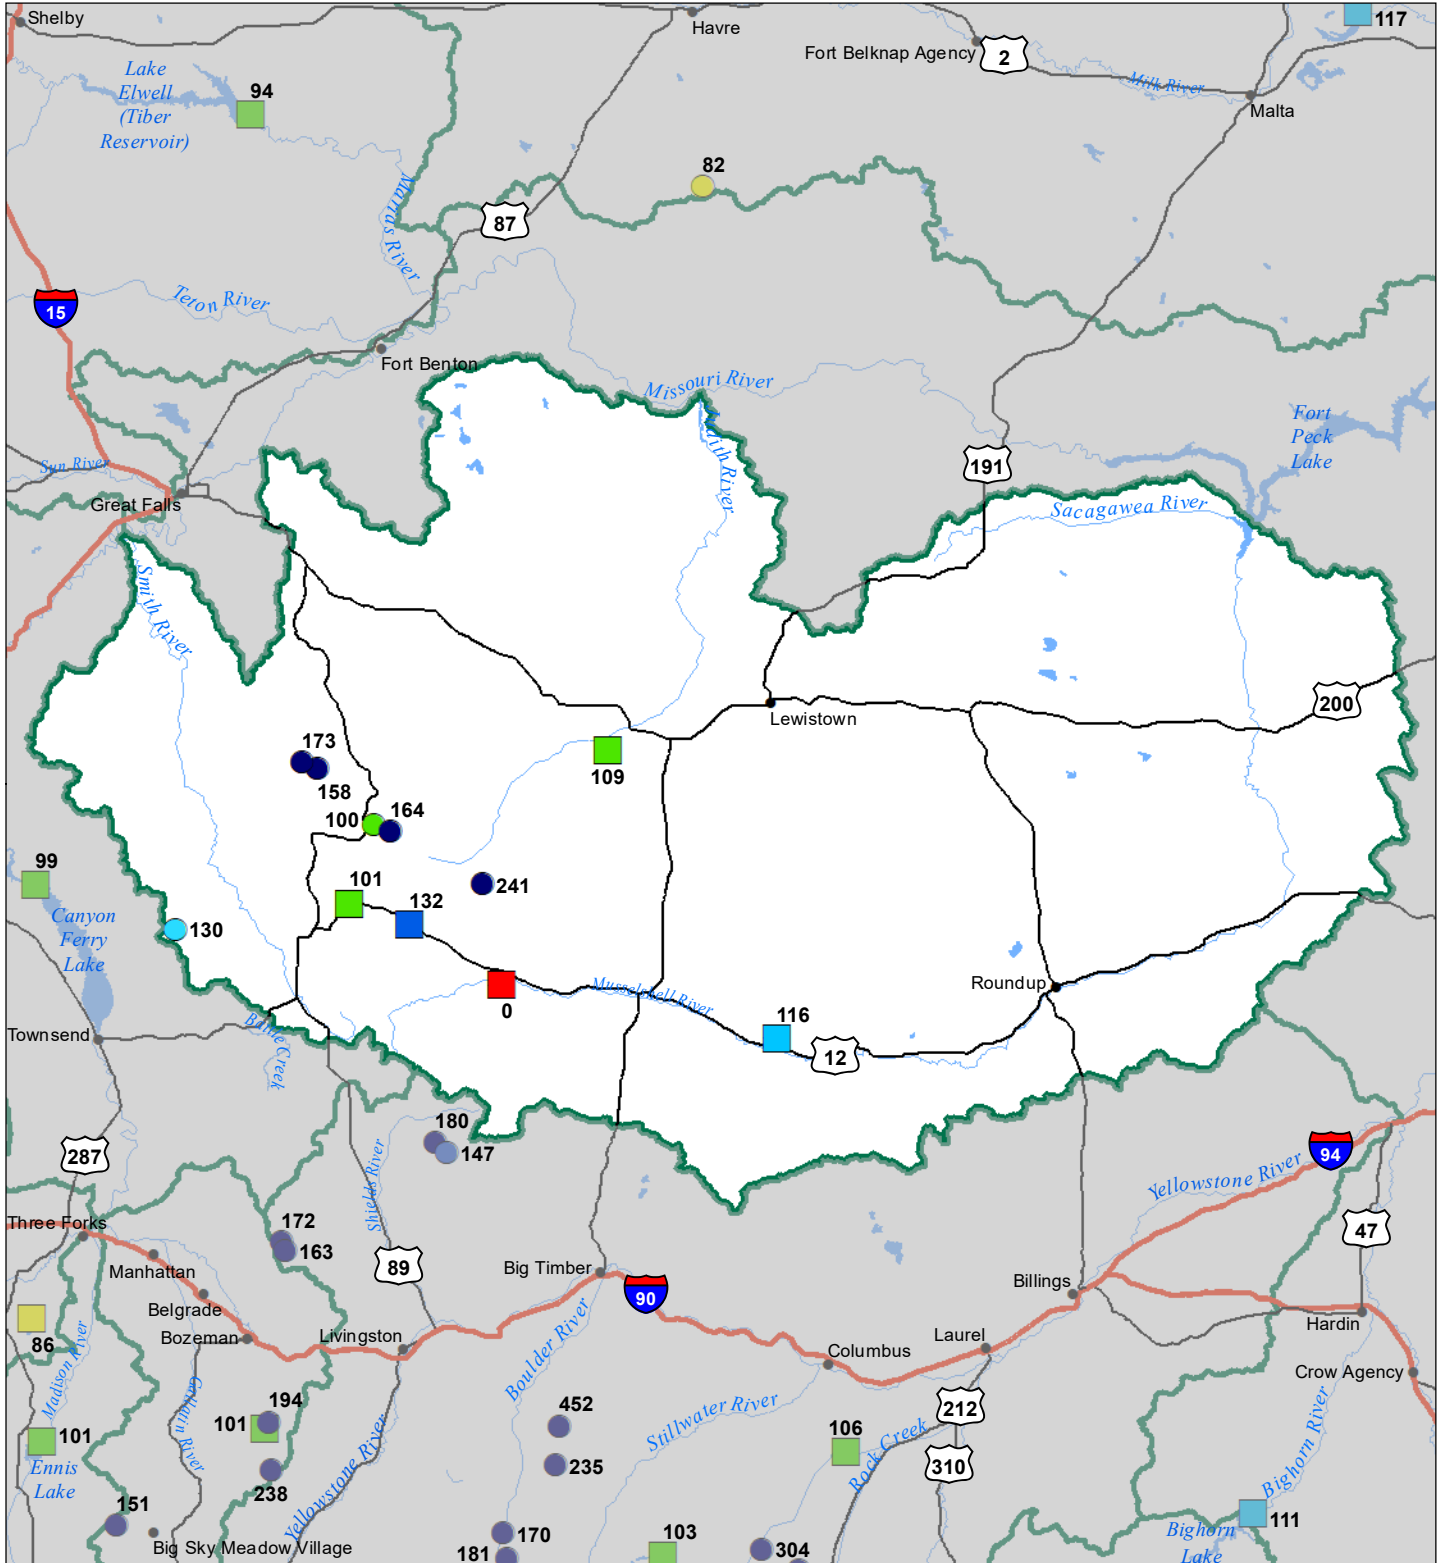 Shelby
Havre
117
Fort Belknap Agency
2
Lake
Elwell
(Tiber
Reservoir)
94
Milk River
Malta
82
Marias River
87
Teton River
15
Fort Benton
Missouri River
Judith River
Fort
Peck
Lake
Sun River
191
Great Falls
Sacagawea River
Smith River
200
Lewistown
173
158
109
100
164
99
101
132
241
Canyon
Ferry
Lake
130
Musselshell River
Roundup
0
116
12
Townsend
Battle Creek
180
147
287
94
Yellowstone River
Shields River
Three Forks
172
163
47
Manhattan
89
Big Timber
90
Billings
Belgrade
Bozeman
Livingston
Laurel
Hardin
86
Madison River
Boulder River
Columbus
Crow Agency
Gallatin River
194
101
452
Stillwater River
212
101
106
Rock Creek
Ennis
Lake
235
310
238
Yellowstone River
Bighorn River
151
170
103
111
Big Sky Meadow Village
181
304
Bighorn
Lake